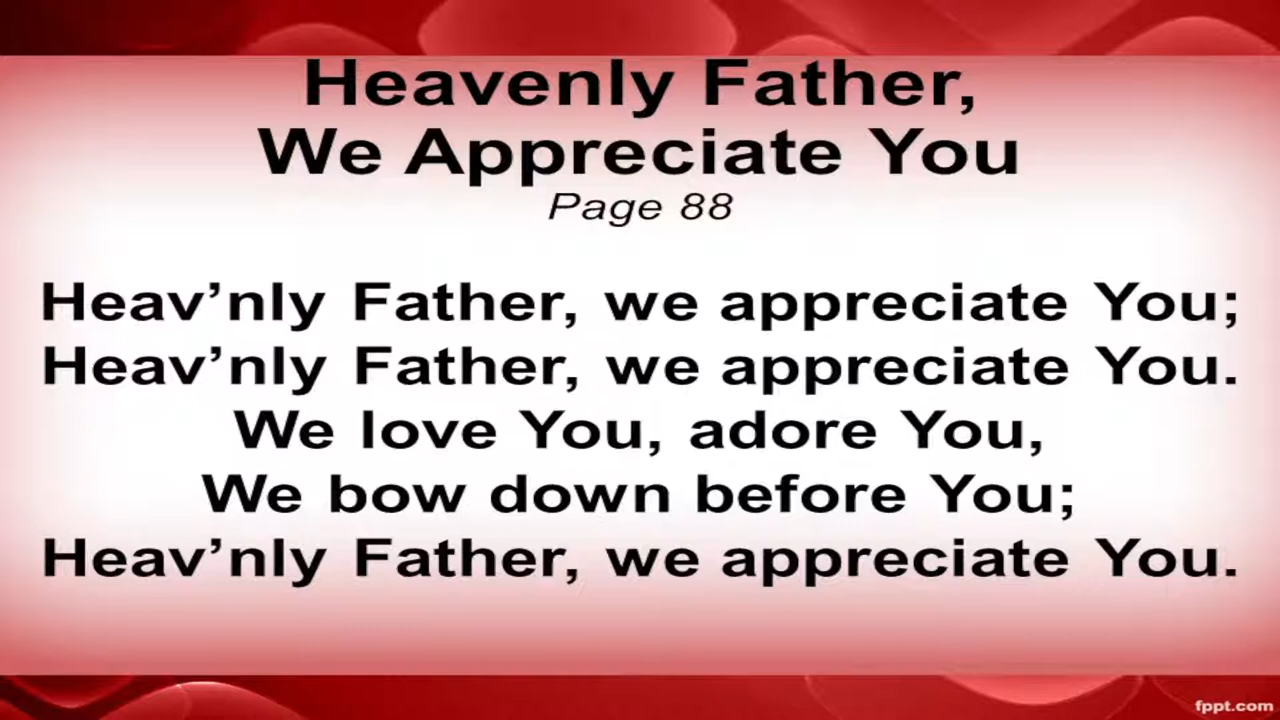 Heavenly Father,
We Appreciate You
Page 88
Heav’nly Father, we appreciate You;
Heav’nly Father, we appreciate You.
We love You, adore You,
We bow down before You;
Heav’nly Father, we appreciate You.
fppt.com